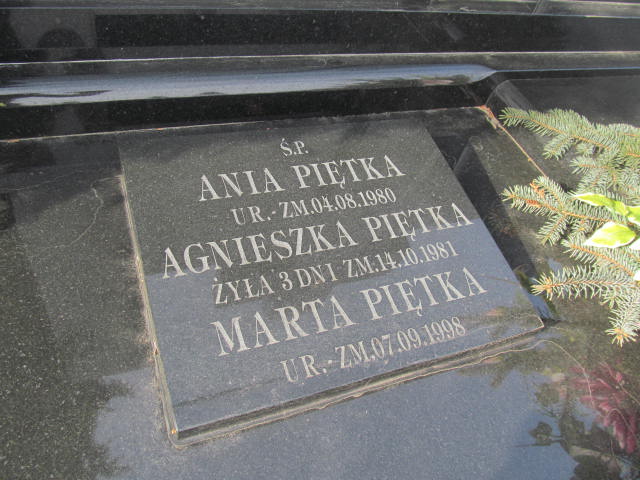 Ś.P.
ANIA PIĘTKA
UR.-ZM.04.08.1980
AGNIESZKA PIĘTKA
ŻYŁA 3 DNI ZM.14.10.1981
MARTA PIĘTKA
UR.-ZM.07.09.1998